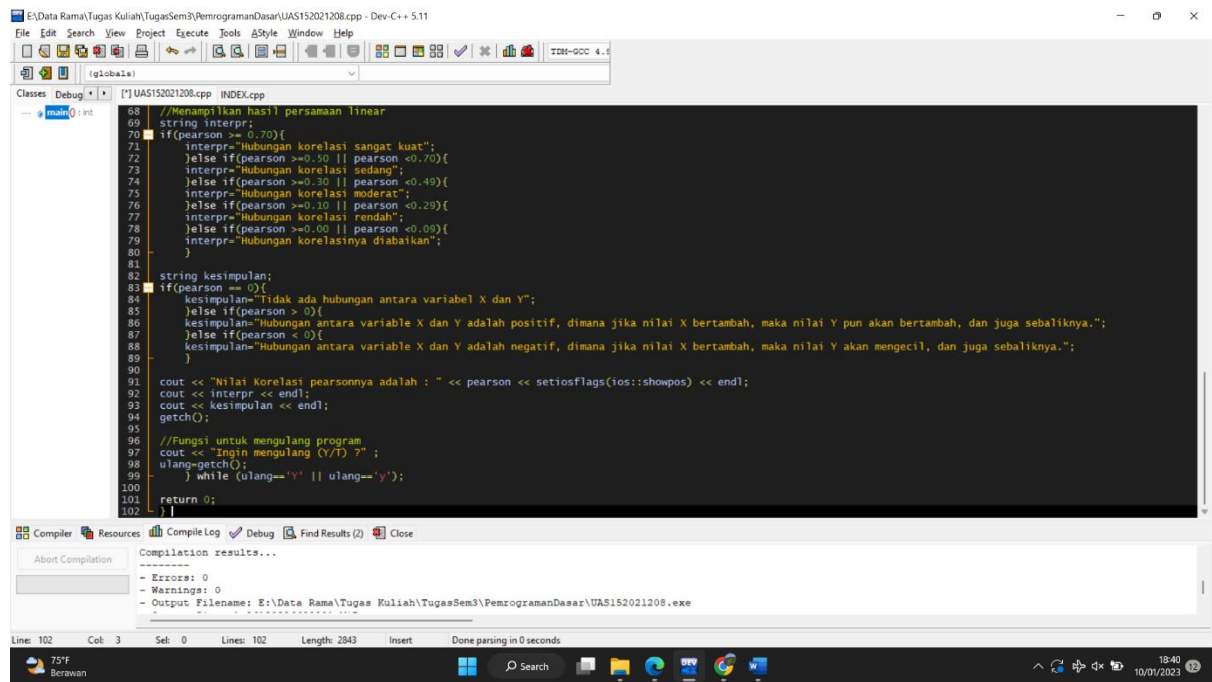 E:\Data Rama\Tugas Kuliah\TugasSem3\PemrogramanDasar\UAS152021208.cpp - Dev-C++ 5.11
File Edit Search View Project Execute Tools AStyle Window Help
TDM-GCC 4.9
(globals)
Classes Debug [*] UAS152021208.cpp INDEX.cpp
main() : int
68 //Menampilkan hasil persamaan linear
69 string interpr;
70 if(pearson >= 0.70){
71 interpr="Hubungan korelasi sangat kuat";
72 }else if(pearson >=0.50 || pearson <0.70){
73 interpr="Hubungan korelasi sedang";
74 }else if(pearson >=0.30 || pearson <0.49){
75 interpr="Hubungan korelasi moderat";
76 }else if(pearson >=0.10 || pearson <0.29){
77 interpr="Hubungan korelasi rendah";
78 }else if(pearson >=0.00 || pearson <0.09){
79 interpr="Hubungan korelasinya diabaikan";
80 }
81
82 string kesimpulan;
83 if(pearson == 0){
84 kesimpulan="Tidak ada hubungan antara variabel X dan Y";
85 }else if(pearson > 0){
86 kesimpulan="Hubungan antara variable X dan Y adalah positif, dimana jika nilai X bertambah, maka nilai Y pun akan bertambah, dan juga sebaliknya.";
87 }else if(pearson < 0){
88 kesimpulan="Hubungan antara variable X dan Y adalah negatif, dimana jika nilai X bertambah, maka nilai Y akan mengecil, dan juga sebaliknya.";
89 }
90
91 cout << "Nilai Korelasi pearsonnya adalah : " << pearson << setiosflags(ios::showpos) << endl;
92 cout << interpr << endl;
93 cout << kesimpulan << endl;
94 getch();
95
96 //Fungsi untuk mengulang program
97 cout << "Ingin mengulang (Y/T) ?" ;
98 ulang=getch();
99 } while (ulang=='Y' || ulang=='y');
100
101 return 0;
102 }
Compiler Resources Compile Log Debug Find Results (2) Close
Abort Compilation
Compilation results...
--------
- Errors: 0
- Warnings: 0
- Output Filename: E:\Data Rama\Tugas Kuliah\TugasSem3\PemrogramanDasar\UAS152021208.exe
Line: 102 Col: 3 Sel: 0 Lines: 102 Length: 2843 Insert Done parsing in 0 seconds
75°F
Berawan
Search
DEV
18:40
10/01/2023
12